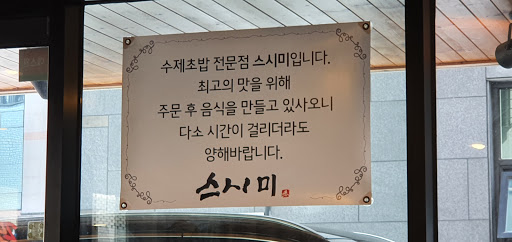 수제초밥 전문점 스시미입니다.
최고의 맛을 위해
주문 후 음식을 만들고 있사오니
다소 시간이 걸리더라도
양해바랍니다.
스시미